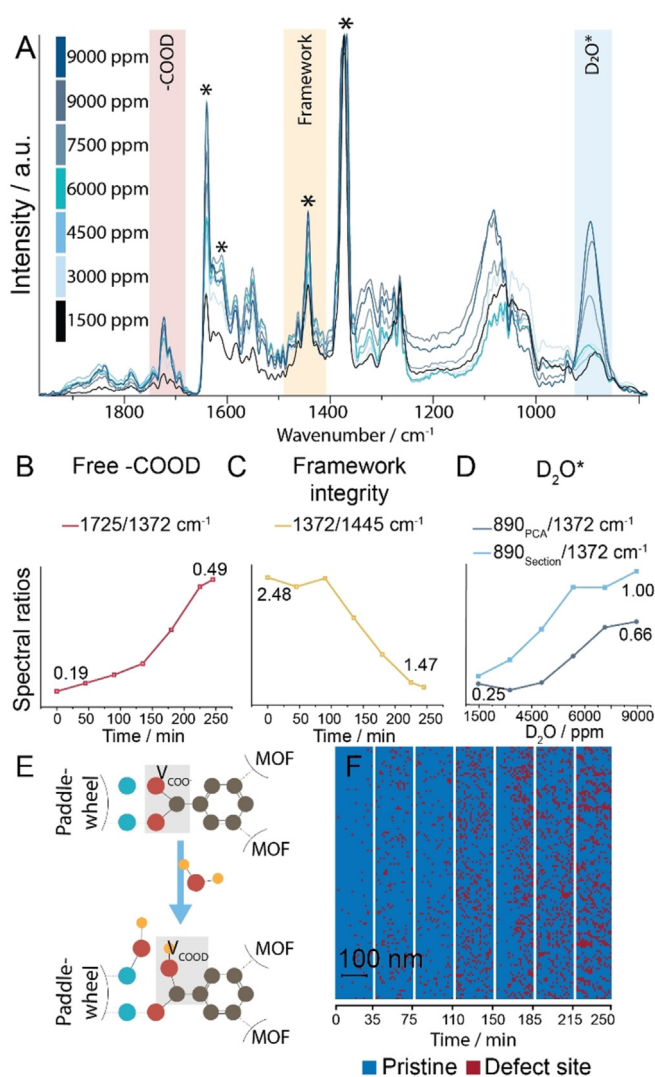 A
-COOD
Framework
D₂O*
9000 ppm
9000 ppm
7500 ppm
6000 ppm
4500 ppm
3000 ppm
1500 ppm
*
*
*
*
Intensity / a.u.
1800
1600
1400
1200
1000
Wavenumber / cm⁻¹
B
Free -COOD
1725/1372 cm⁻¹
0.19
0.49
Spectral ratios
0
50
100
150
200
250
Time / min
C
Framework
integrity
1372/1445 cm⁻¹
2.48
1.47
0
50
100
150
200
250
Time / min
D
D₂O*
890PCA/1372 cm⁻¹
890Section/1372 cm⁻¹
1.00
0.66
0.25
1500
6000
9000
D₂O / ppm
E
Paddle-
wheel
VCOO⁻
MOF
MOF
Paddle-
wheel
VCOOD
MOF
MOF
F
100 nm
0
35
75
110
150
185
215
250
Time / min
Pristine
Defect site